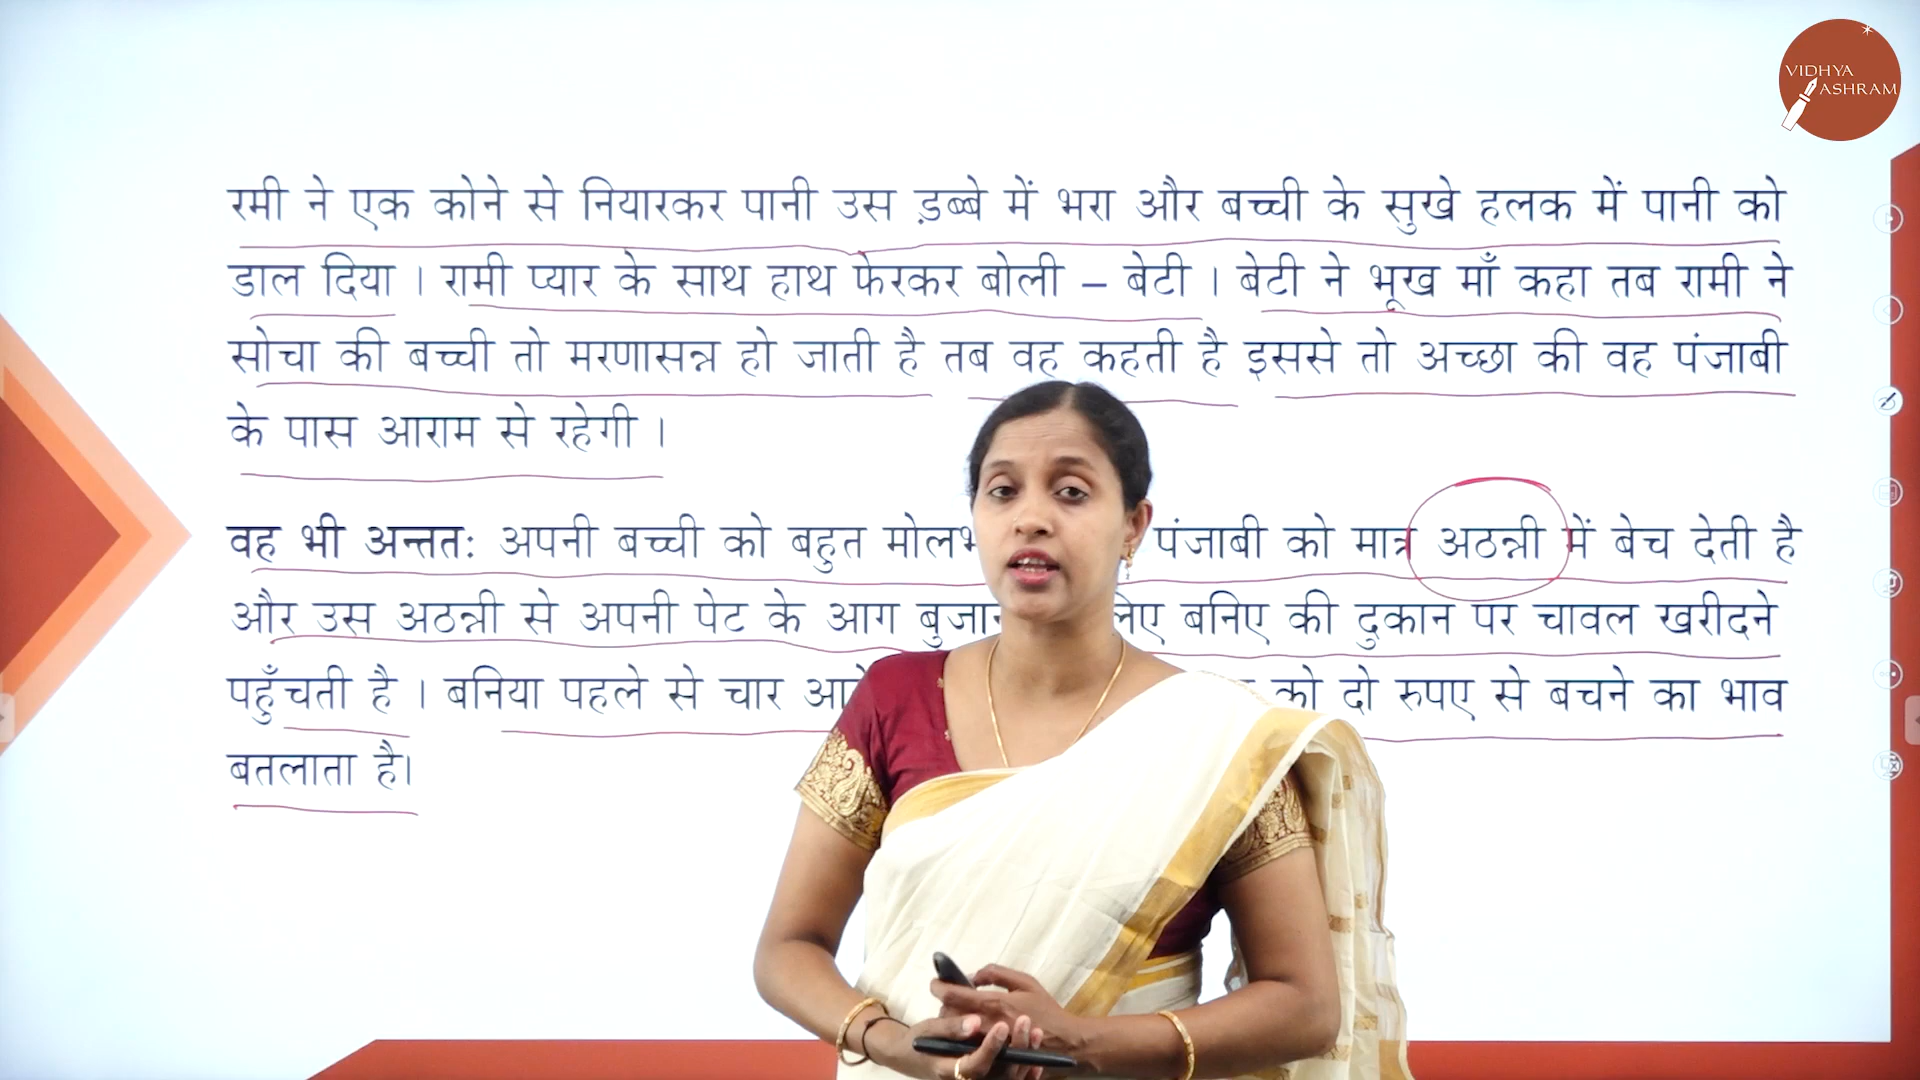 VIDHYA
ASHRAM
रमी ने एक कोने से नियारकर पानी उस ड़ब्बे में भरा और बच्ची के सुखे हलक में पानी को
डाल दिया । रामी प्यार के साथ हाथ फेरकर बोली – बेटी । बेटी ने भूख माँ कहा तब रामी ने
सोचा की बच्ची तो मरणासन्न हो जाती है तब वह कहती है इससे तो अच्छा की वह पंजाबी
के पास आराम से रहेगी ।
वह भी अन्ततः अपनी बच्ची को बहुत पंजाबी को मात्र अठन्नी में बेच देती है
और उस अठन्नी से अपनी पेट के आग बनिए की दुकान पर चावल खरीदने
पहुँचती है । बनिया पहले से चार को दो रुपए से बचने का भाव
बतलाता है।